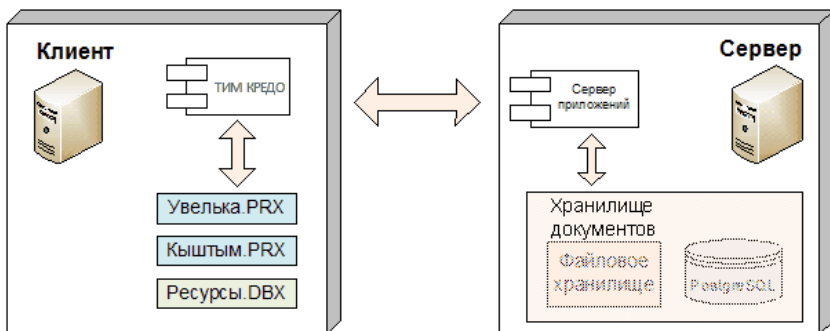 Клиент
ТИМ КРЕДО
Увелька.PRX
Кыштым.PRX
Ресурсы.DBX
Сервер
Сервер
приложений
Хранилище
документов
Файловое
хранилище
PostgreSQL